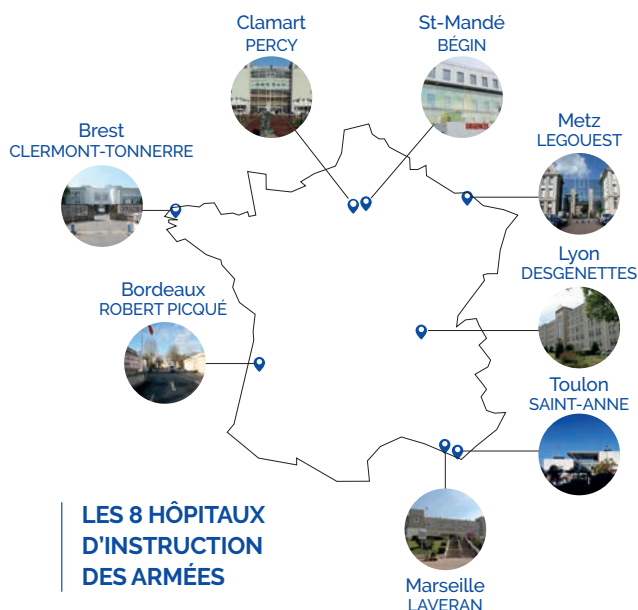 Clamart
PERCY
St-Mandé
BÉGIN
Brest
CLERMONT-TONNERRE
Metz
LEGOUEST
Lyon
DESGENETTES
Bordeaux
ROBERT PICQUÉ
Toulon
SAINT-ANNE
LES 8 HÔPITAUX
D'INSTRUCTION
DES ARMÉES
Marseille
LAVERAN